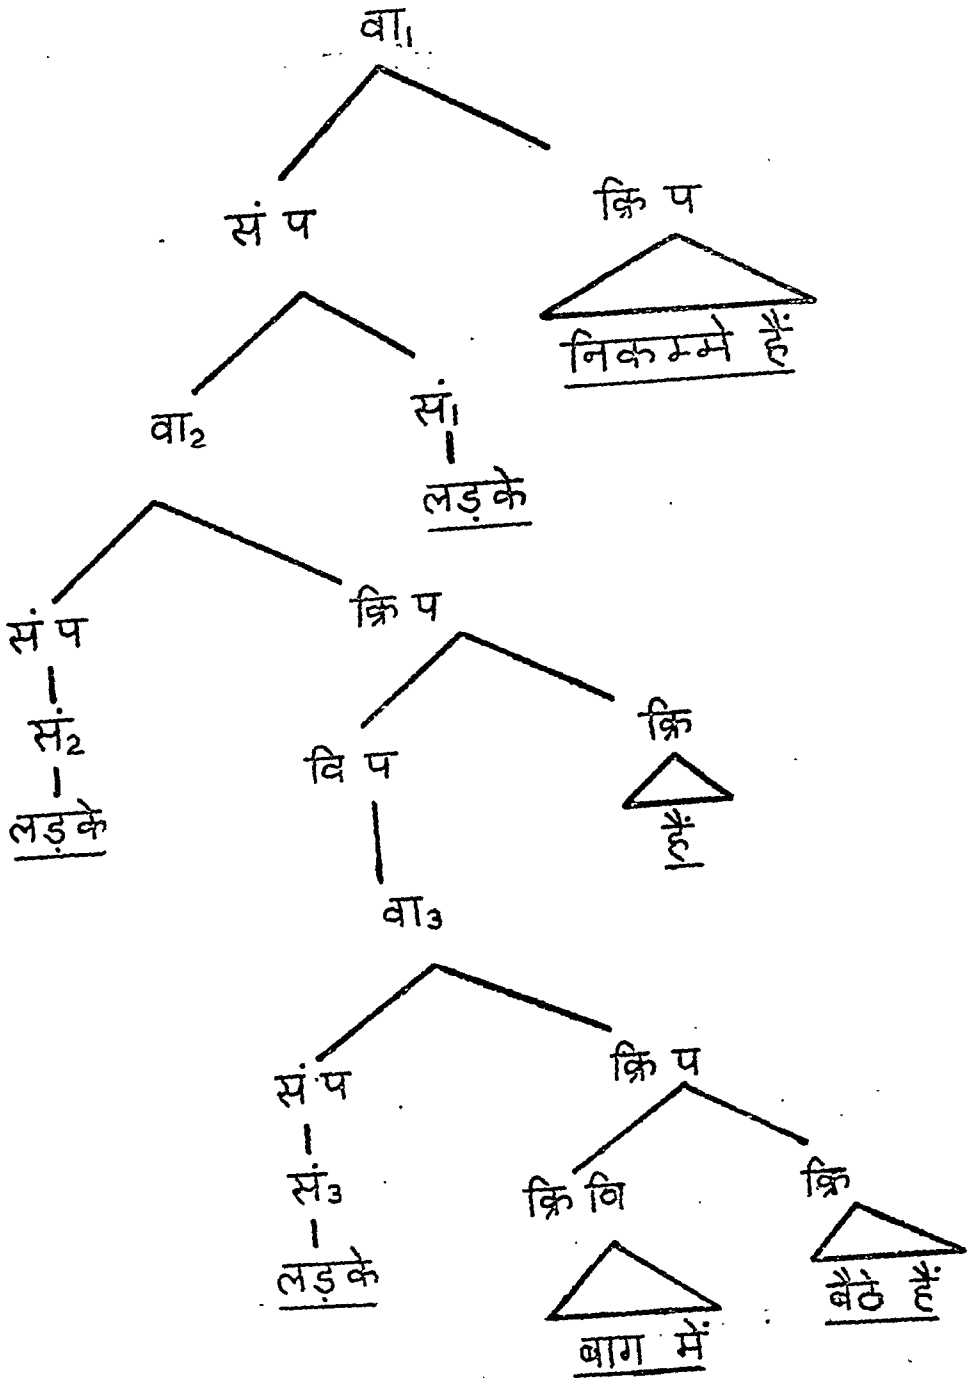 वा₁
सं प
क्रि प
निकम्मे हैं
वा₂
सं₁
लड़के
सं प
क्रि प
सं₂
वि प
क्रि
लड़के
हैं
वा₃
सं प
क्रि प
सं₃
क्रि वि
क्रि
लड़के
बैठे हैं
बाग में